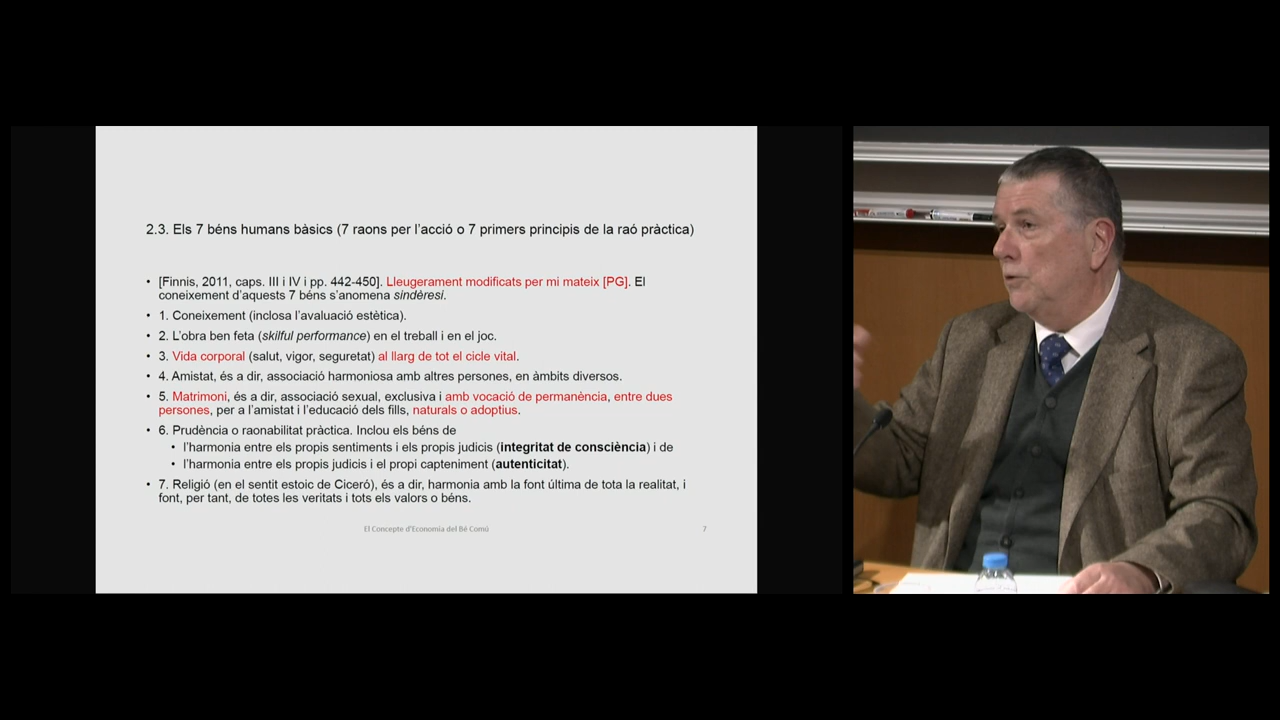 2.3. Els 7 béns humans bàsics (7 raons per l'acció o 7 primers principis de la raó pràctica)
• [Finnis, 2011, caps. III i IV i pp. 442-450]. Lleugerament modificats per mi mateix [PG]. El
coneixement d'aquests 7 béns s'anomena sindèresi.
• 1. Coneixement (inclosa l'avaluació estètica).
• 2. L'obra ben feta (skilful performance) en el treball i en el joc.
• 3. Vida corporal (salut, vigor, seguretat) al llarg de tot el cicle vital.
• 4. Amistat, és a dir, associació harmoniosa amb altres persones, en àmbits diversos.
• 5. Matrimoni, és a dir, associació sexual, exclusiva i amb vocació de permanència, entre dues
persones, per a l'amistat i l'educació dels fills, naturals o adoptius.
• 6. Prudència o raonabilitat pràctica. Inclou els béns de
• l'harmonia entre els propis sentiments i els propis judicis (integritat de consciència) i de
• l'harmonia entre els propis judicis i el propi capteniment (autenticitat).
• 7. Religió (en el sentit estoic de Ciceró), és a dir, harmonia amb la font última de tota la realitat, i
font, per tant, de totes les veritats i tots els valors o béns.
El Concepte d'Economia del Bé Comú 7